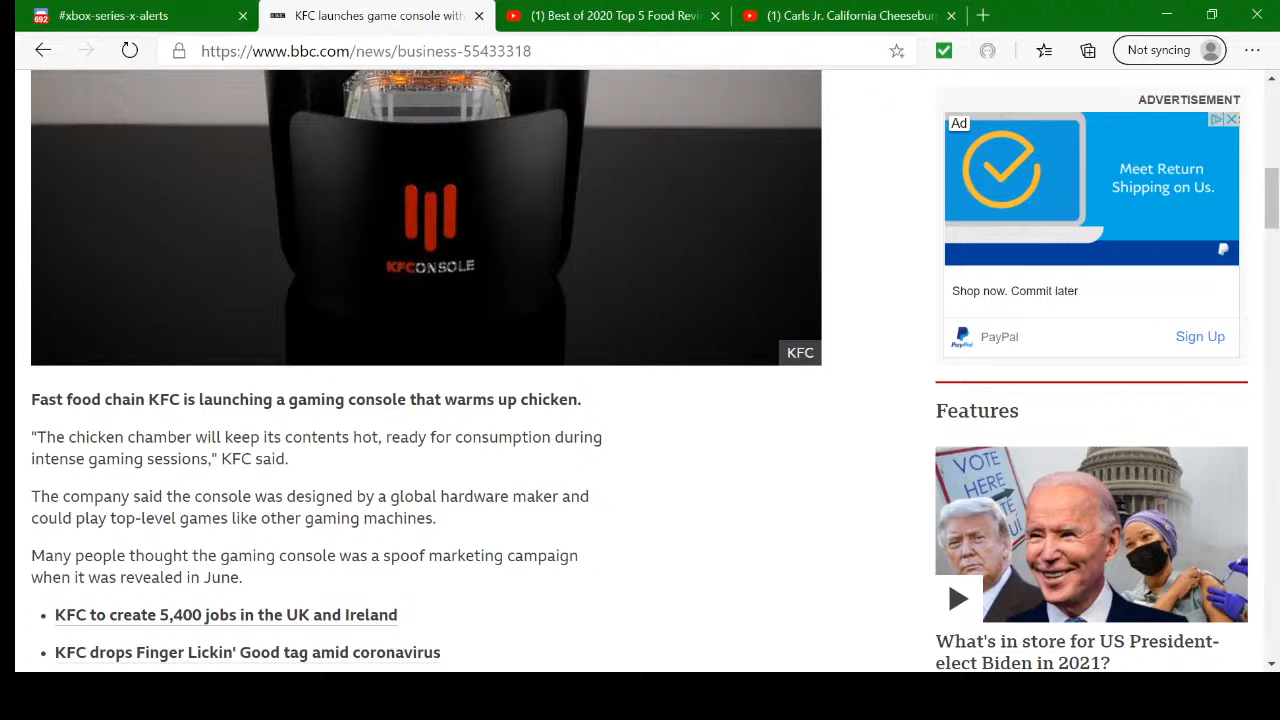 692
#xbox-series-x-alerts
BBC
KFC launches game console with
(1) Best of 2020 Top 5 Food Revi
(1) Carls Jr. California Cheesebur
https://www.bbc.com/news/business-55433318
Not syncing
KFCONSOLE
KFC
ADVERTISEMENT
Ad
Meet Return
Shipping on Us.
Shop now. Commit later
PayPal
PayPal
Sign Up
Fast food chain KFC is launching a gaming console that warms up chicken.
"The chicken chamber will keep its contents hot, ready for consumption during
intense gaming sessions," KFC said.
The company said the console was designed by a global hardware maker and
could play top-level games like other gaming machines.
Many people thought the gaming console was a spoof marketing campaign
when it was revealed in June.
• KFC to create 5,400 jobs in the UK and Ireland
• KFC drops Finger Lickin' Good tag amid coronavirus
Features
VOTE
HERE
What's in store for US President-
elect Biden in 2021?